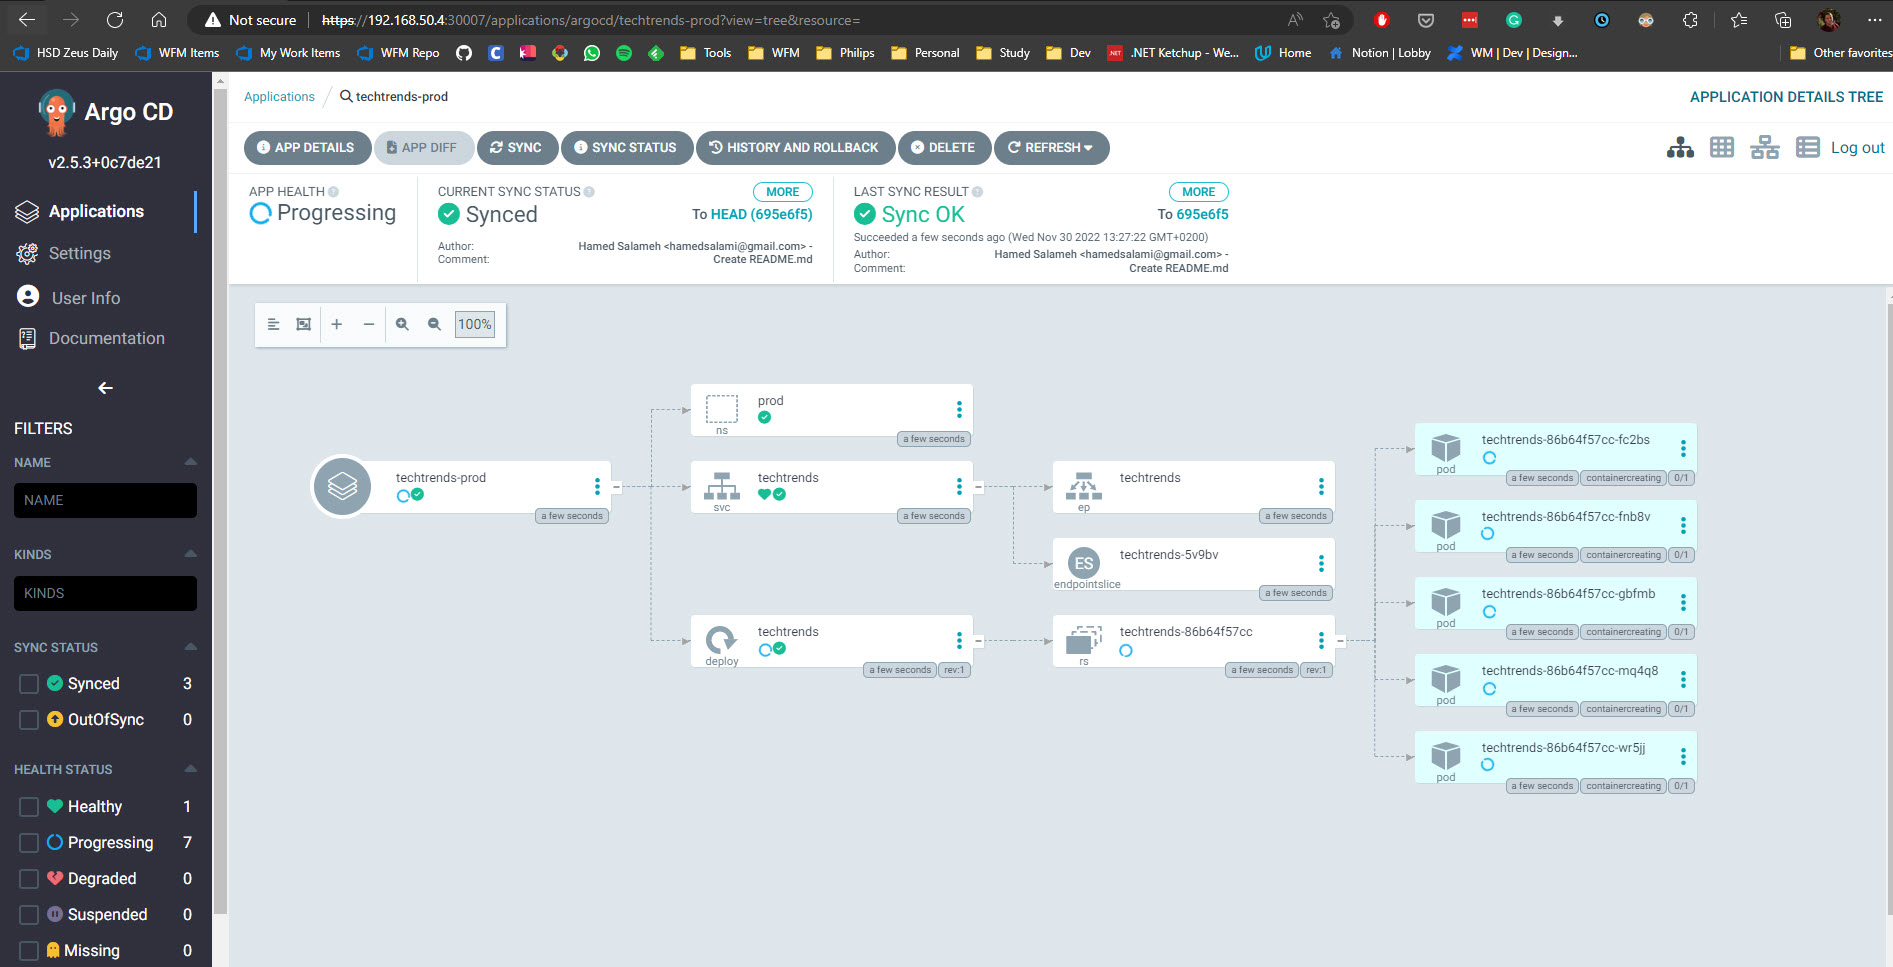 Not secure https://192.168.50.4:30007/applications/argocd/techtrends-prod?view=tree&resource=
HSD Zeus Daily WFM Items My Work Items WFM Repo Tools WFM Philips Personal Study Dev .NET Ketchup - We... Home Notion | Lobby WM | Dev | Design... Other favorites
Argo CD
v2.5.3+0c7de21
Applications
Settings
User Info
Documentation
FILTERS
NAME
NAME
KINDS
KINDS
SYNC STATUS
Synced 3
OutOfSync 0
HEALTH STATUS
Healthy 1
Progressing 7
Degraded 0
Suspended 0
Missing 0
Applications / techtrends-prod
APPLICATION DETAILS TREE
APP DETAILS APP DIFF SYNC SYNC STATUS HISTORY AND ROLLBACK DELETE REFRESH
Log out
APP HEALTH
Progressing
CURRENT SYNC STATUS MORE
Synced To HEAD (695e6f5)
Author: Hamed Salameh <hamedsalami@gmail.com> -
Comment: Create README.md
LAST SYNC RESULT MORE
Sync OK To 695e6f5
Succeeded a few seconds ago (Wed Nov 30 2022 13:27:22 GMT+0200)
Author: Hamed Salameh <hamedsalami@gmail.com> -
Comment: Create README.md
100%
techtrends-prod
a few seconds
prod
ns
a few seconds
techtrends
svc
a few seconds
techtrends
deploy
a few seconds rev:1
techtrends
ep
a few seconds
ES
techtrends-5v9bv
endpointslice
a few seconds
techtrends-86b64f57cc
rs
a few seconds rev:1
techtrends-86b64f57cc-fc2bs
pod
a few seconds containercreating 0/1
techtrends-86b64f57cc-fnb8v
pod
a few seconds containercreating 0/1
techtrends-86b64f57cc-gbfmb
pod
a few seconds containercreating 0/1
techtrends-86b64f57cc-mq4q8
pod
a few seconds containercreating 0/1
techtrends-86b64f57cc-wr5jj
pod
a few seconds containercreating 0/1